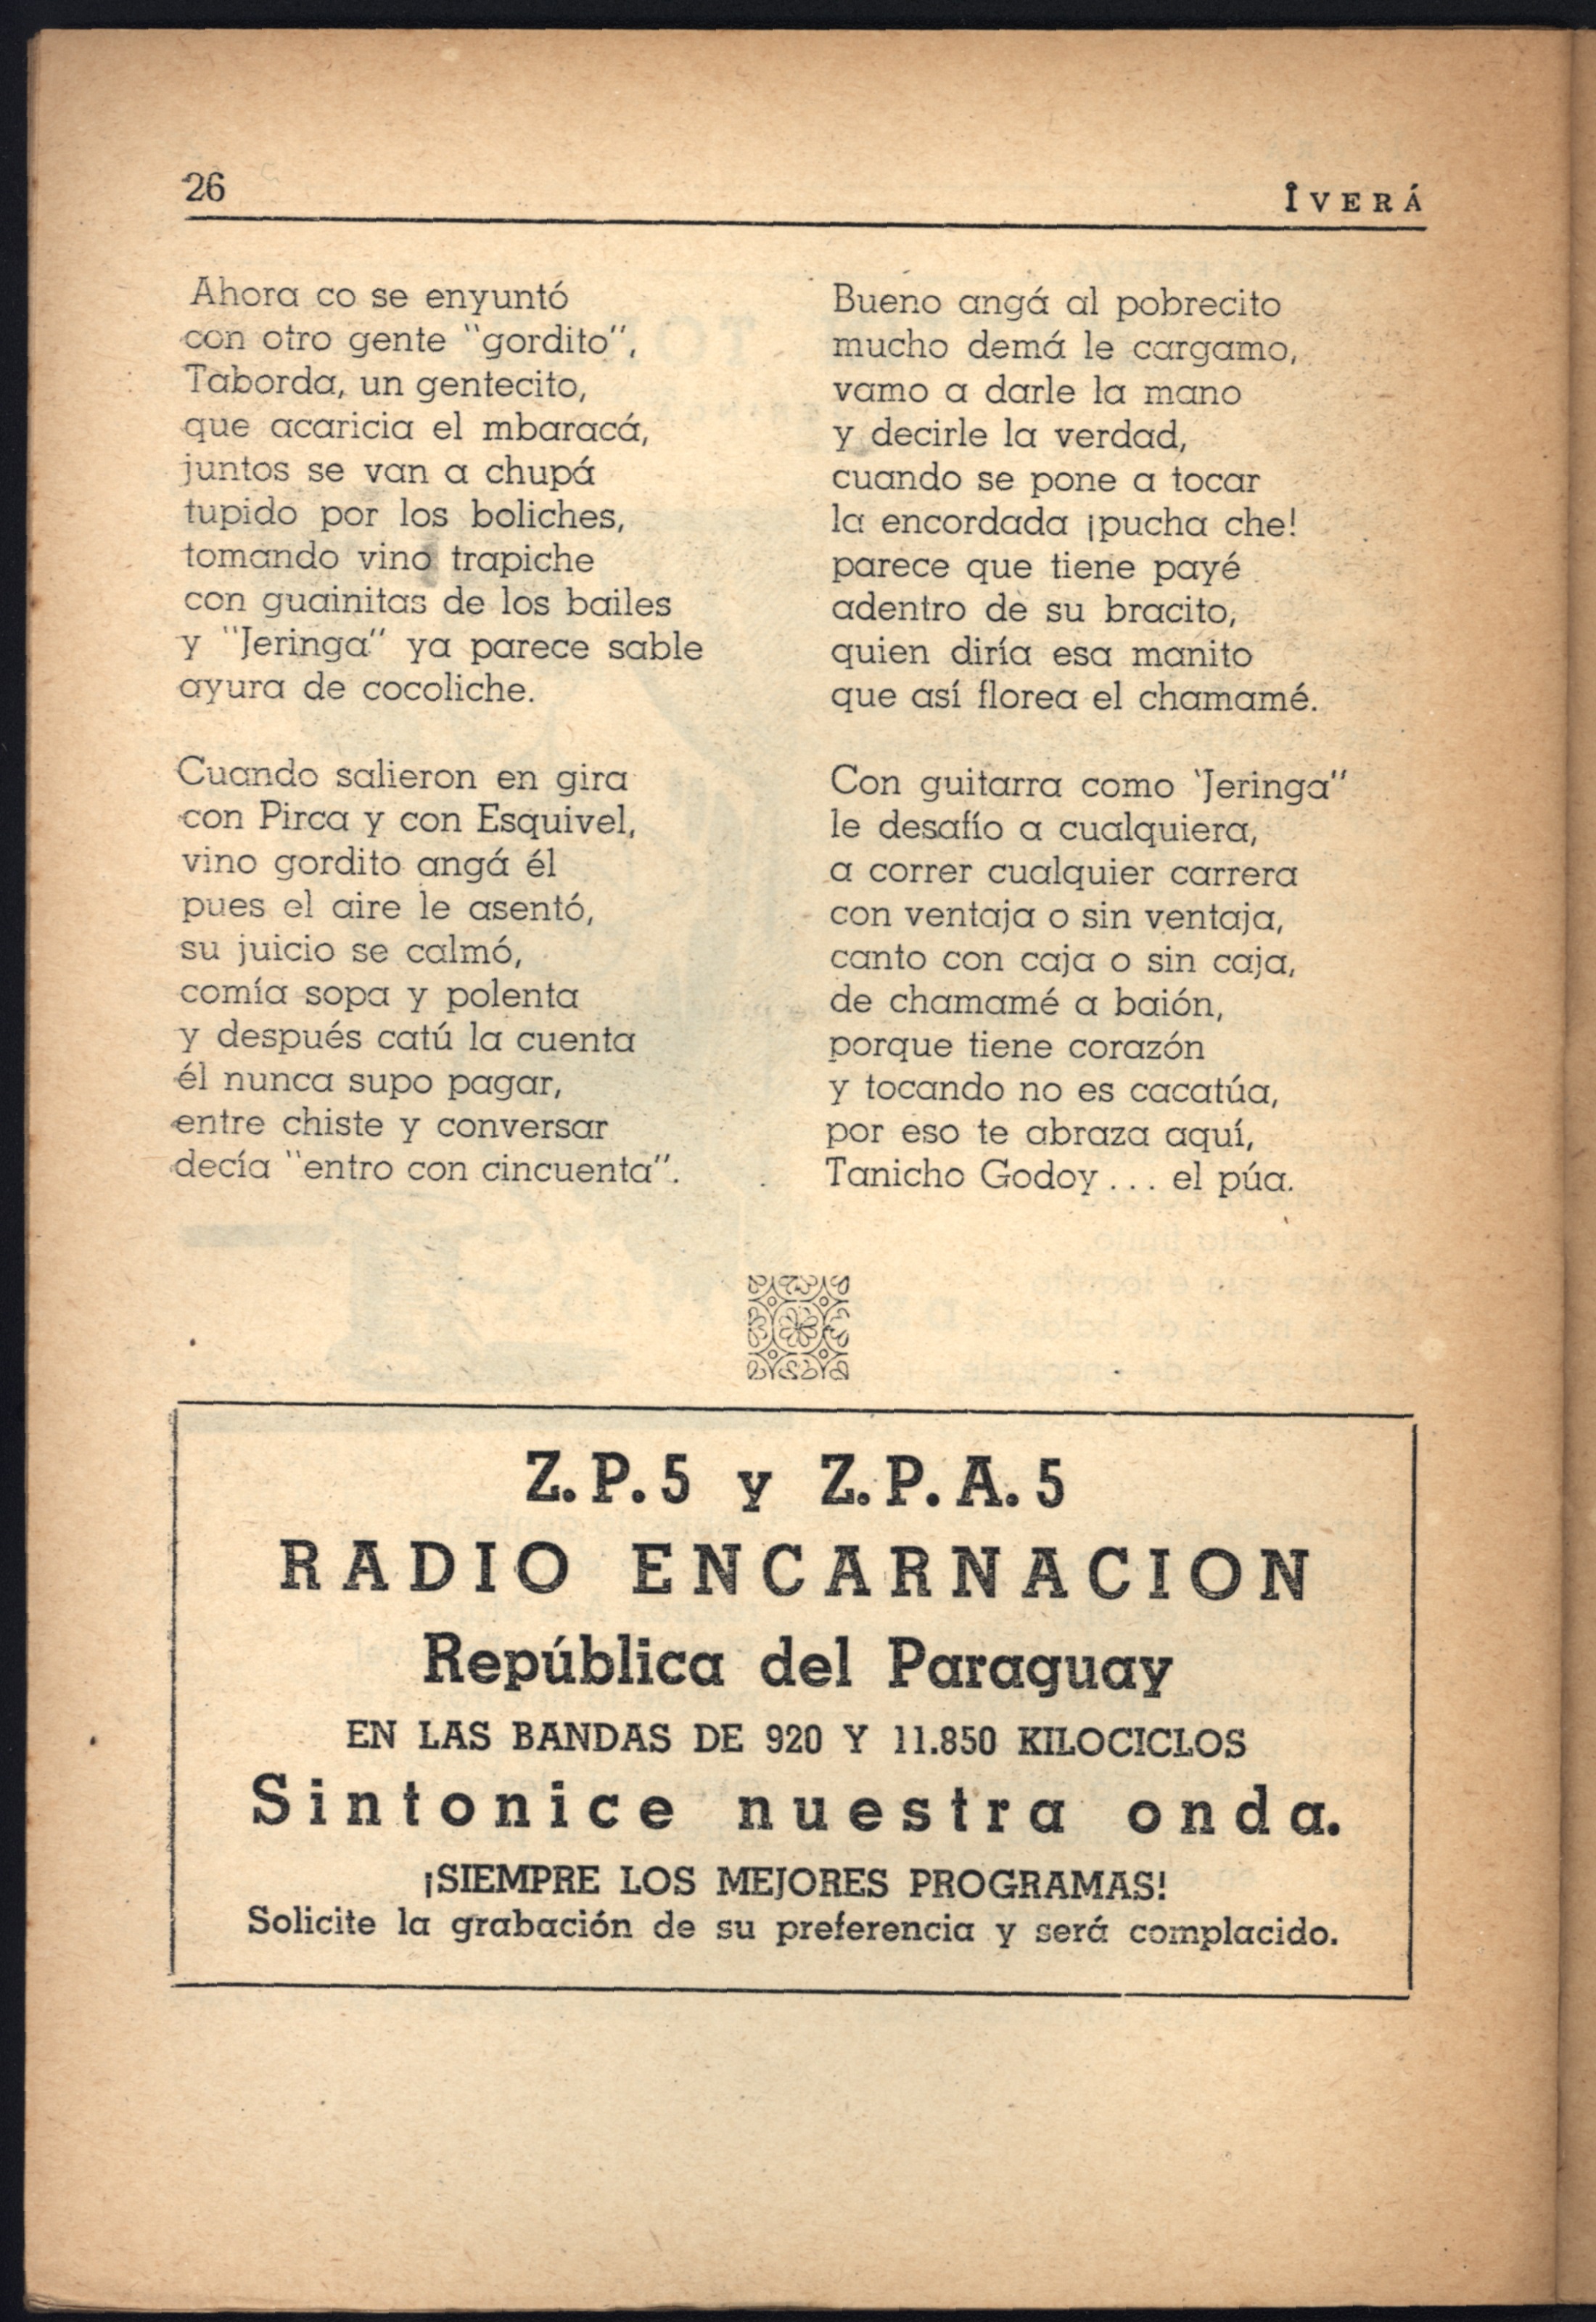 26
ÎVERÁ
Ahora co se enyuntó
con otro gente "gordito",
Taborda, un gentecito,
que acaricia el mbaracá,
juntos se van a chupá
tupido por los boliches,
tomando vino trapiche
con guainitas de los bailes
y "Jeringa" ya parece sable
ayura de cocoliche.
Cuando salieron en gira
con Pirca y con Esquivel,
vino gordito angá él
pues el aire le asentó,
su juicio se calmó,
comía sopa y polenta
y después catú la cuenta
él nunca supo pagar,
entre chiste y conversar
decía "entro con cincuenta".
Bueno angá al pobrecito
mucho demá le cargamo,
vamo a darle la mano
y decirle la verdad,
cuando se pone a tocar
la encordada ¡pucha che!
parece que tiene payé
adentro de su bracito,
quien diría esa manito
que así florea el chamamé.
Con guitarra como 'Jeringa"
le desafío a cualquiera,
a correr cualquier carrera
con ventaja o sin ventaja,
canto con caja o sin caja,
de chamamé a baión,
porque tiene corazón
y tocando no es cacatúa,
por eso te abraza aquí,
Tanicho Godoy... el púa.
Z.P.5 y Z.P.A.5
RADIO ENCARNACION
República del Paraguay
EN LAS BANDAS DE 920 Y 11.850 KILOCICLOS
Sintonice nuestra onda.
¡SIEMPRE LOS MEJORES PROGRAMAS!
Solicite la grabación de su preferencia y será complacido.